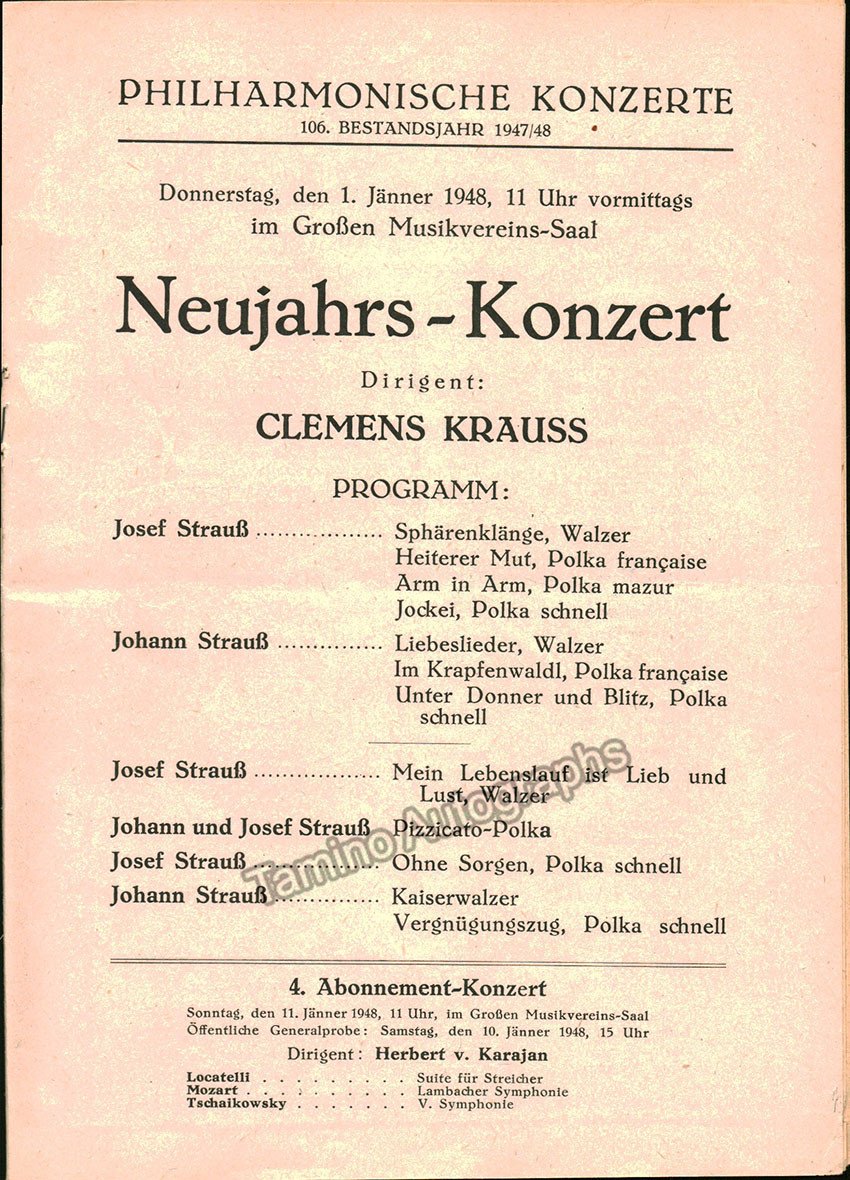 PHILHARMONISCHE KONZERTE
106. BESTANDSJAHR 1947/48
Donnerstag, den 1. Jänner 1948, 11 Uhr vormittags
im Großen Musikvereins-Saal
Neujahrs-Konzert
Dirigent:
CLEMENS KRAUSS
PROGRAMM:
Josef Strauß .................. Sphärenklänge, Walzer
Heiterer Mut, Polka française
Arm in Arm, Polka mazur
Jockei, Polka schnell
Johann Strauß ............... Liebeslieder, Walzer
Im Krapfenwaldl, Polka française
Unter Donner und Blitz, Polka
schnell
Josef Strauß .................. Mein Lebenslauf ist Lieb und
Lust, Walzer
Johann und Josef Strauß Pizzicato-Polka
Josef Strauß .................. Ohne Sorgen, Polka schnell
Johann Strauß ............... Kaiserwalzer
Vergnügungszug, Polka schnell
Tamino Autographs
4. Abonnement-Konzert
Sonntag, den 11. Jänner 1948, 11 Uhr, im Großen Musikvereins-Saal
Öffentliche Generalprobe: Samstag, den 10. Jänner 1948, 15 Uhr
Dirigent: Herbert v. Karajan
Locatelli . . . . . . . . . Suite für Streicher
Mozart . . . . . . . . . . Lambacher Symphonie
Tschaikowsky . . . . . . . V. Symphonie